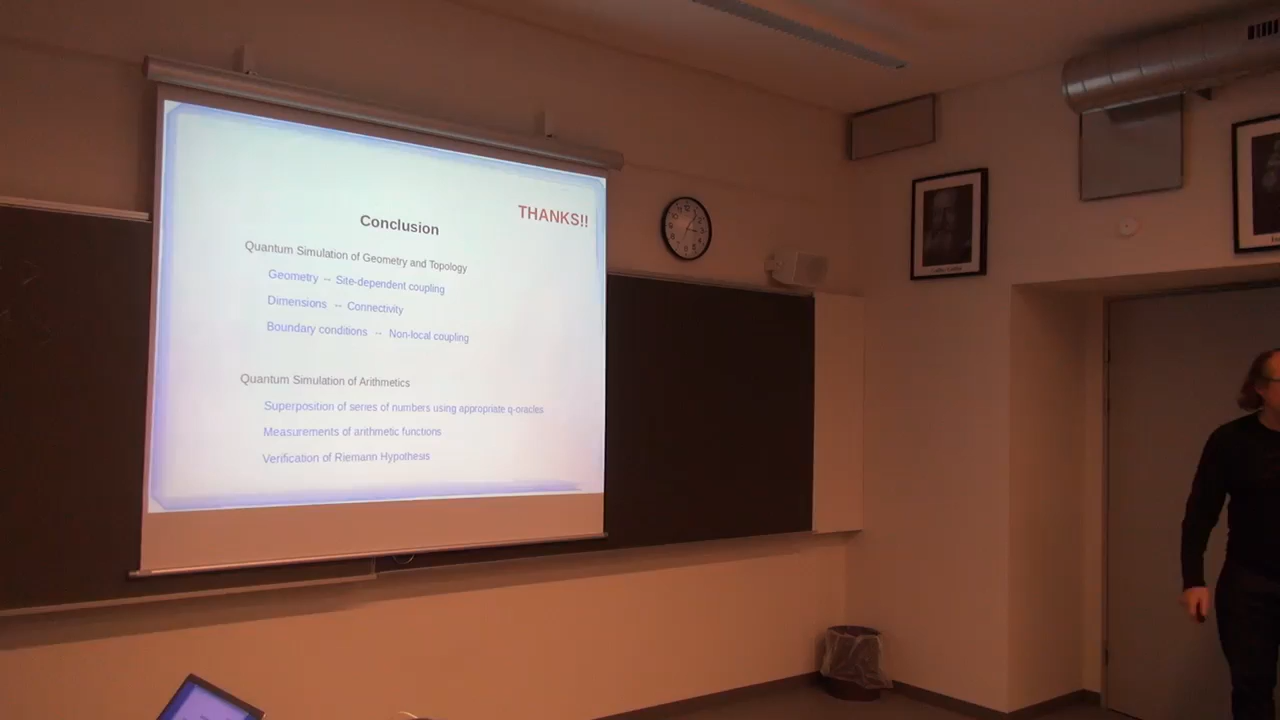 THANKS!!
Conclusion
Quantum Simulation of Geometry and Topology
Geometry ↔ Site-dependent coupling
Dimensions ↔ Connectivity
Boundary conditions ↔ Non-local coupling
Quantum Simulation of Arithmetics
Superposition of series of numbers using appropriate q-oracles
Measurements of arithmetic functions
Verification of Riemann Hypothesis